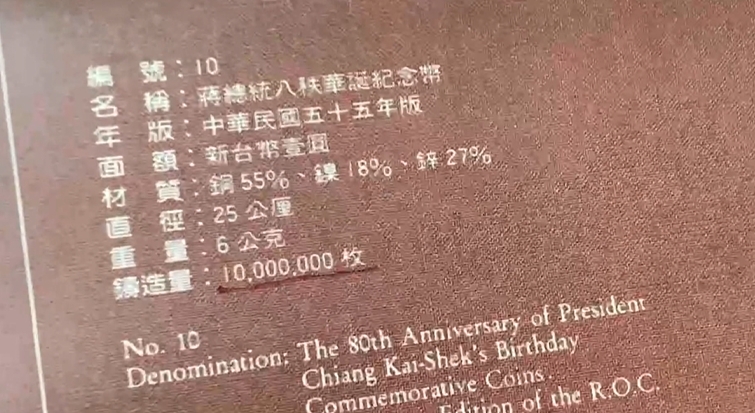 編 號：10
名 稱：蔣總統八秩華誕紀念幣
年 版：中華民國五十五年版
面 額：新台幣壹圓
材 質：銅 55%、鎳 18%、鋅 27%
直 徑：25 公厘
重 量：6 公克
鑄造量：10,000,000 枚
No. 10
Denomination: The 80th Anniversary of President
Chiang Kai-Shek's Birthday
Commemorative Coins.
Edition of the R.O.C.